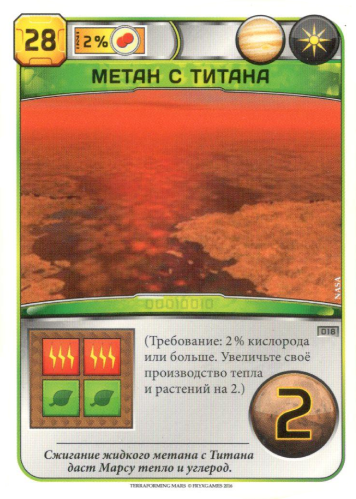 28
2 %
МЕТАН С ТИТАНА
NASA
018
(Требование: 2 % кислорода
или больше. Увеличьте своё
производство тепла
и растений на 2.)
2
Сжигание жидкого метана с Титана
даст Марсу тепло и углерод.
TERRAFORMING MARS © FRYXGAMES 2016